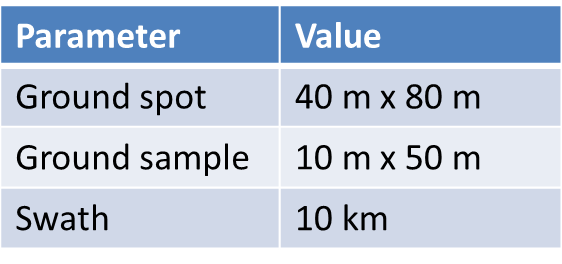 Parameter Value
Ground spot 40 m x 80 m
Ground sample 10 m x 50 m
Swath 10 km